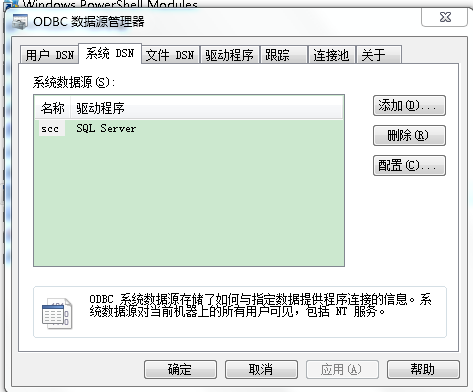 Windows PowerShell Modules
ODBC 数据源管理器
用户 DSN 系统 DSN 文件 DSN 驱动程序 跟踪 连接池 关于
系统数据源(S):
名称 驱动程序
scc SQL Server
添加(D)...
删除(R)
配置(C)...
ODBC 系统数据源存储了如何与指定数据提供程序连接的信息。系
统数据源对当前机器上的所有用户可见，包括 NT 服务。
确定 取消 应用(A) 帮助